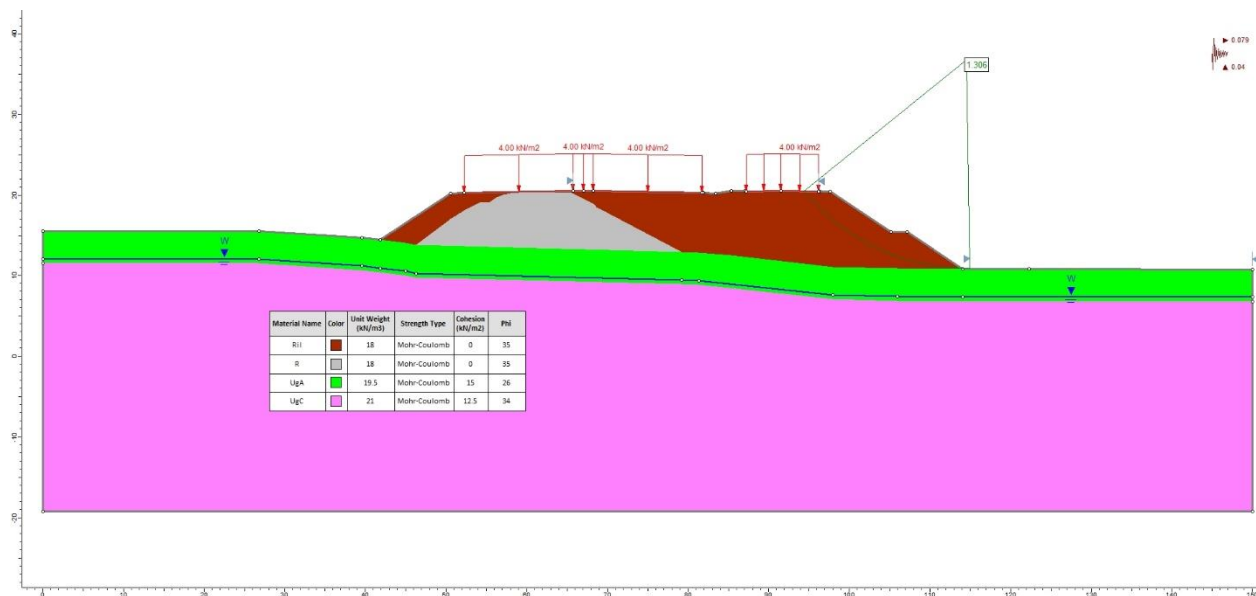 40
30
20
10
0
-10
-20
0.079
0.04
1.306
4.00 kN/m2 4.00 kN/m2 4.00 kN/m2 4.00 kN/m2
W
W
Material Name Color Unit Weight (kN/m3) Strength Type Cohesion (kN/m2) Phi
Ril 18 Mohr-Coulomb 0 35
R 18 Mohr-Coulomb 0 35
UgA 19.5 Mohr-Coulomb 15 26
UgC 21 Mohr-Coulomb 12.5 34
0 10 20 30 40 50 60 70 80 90 100 110 120 130 140 150